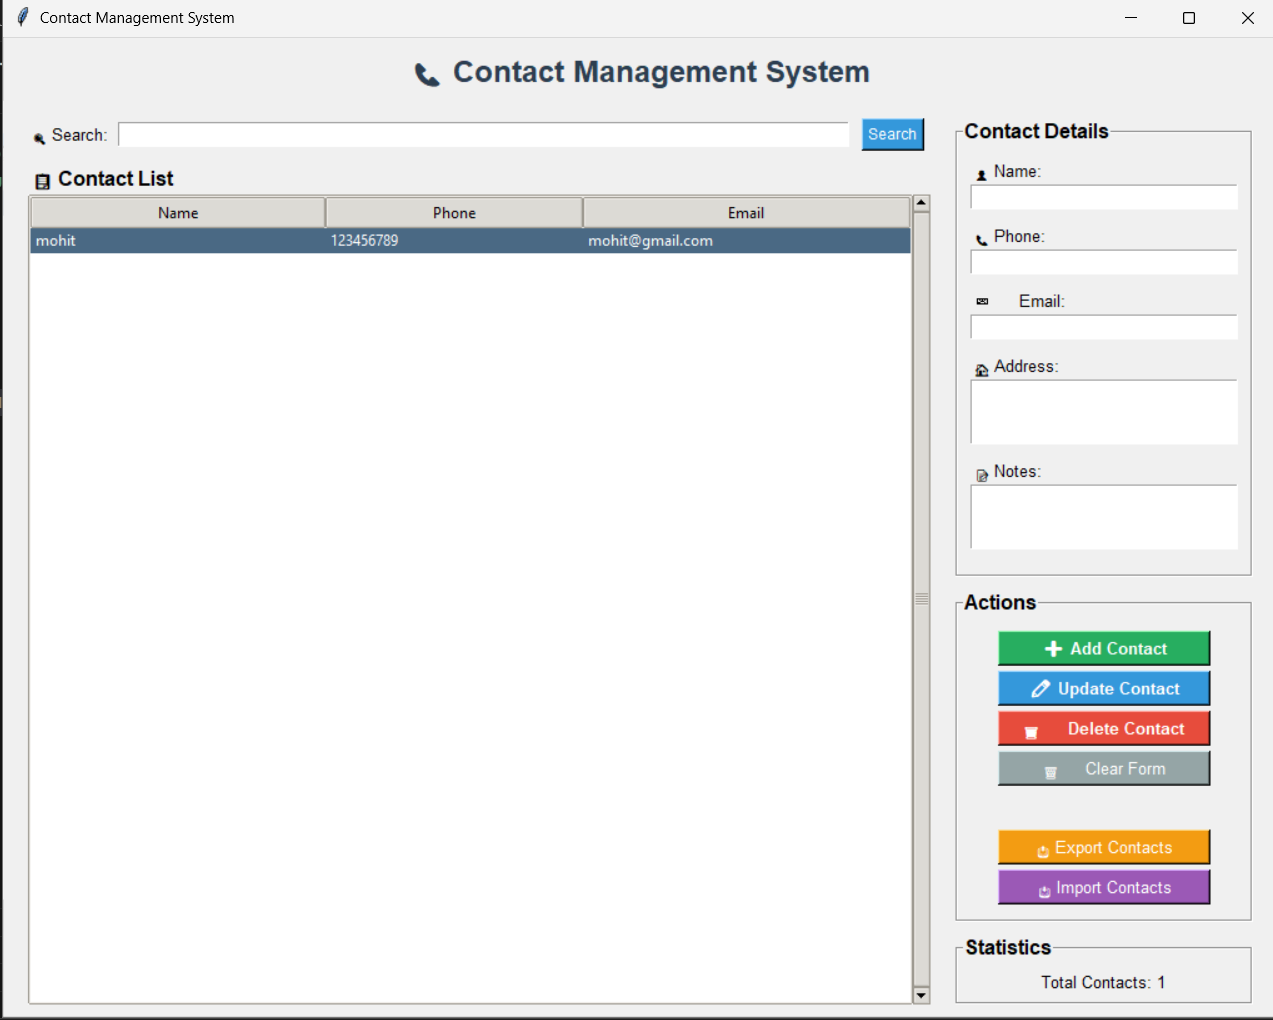 Contact Management System
Contact Management System
Search:
Search
Contact List
Name Phone Email
mohit 123456789 mohit@gmail.com
Contact Details
Name:
Phone:
Email:
Address:
Notes:
Actions
Add Contact
Update Contact
Delete Contact
Clear Form
Export Contacts
Import Contacts
Statistics
Total Contacts: 1